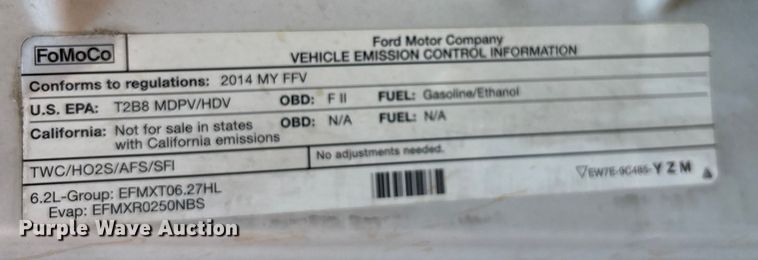 FoMoCo
Ford Motor Company
VEHICLE EMISSION CONTROL INFORMATION
Conforms to regulations: 2014 MY FFV
U.S. EPA: T2B8 MDPV/HDV OBD: F II FUEL: Gasoline/Ethanol
California: Not for sale in states with California emissions OBD: N/A FUEL: N/A
TWC/HO2S/AFS/SFI
No adjustments needed.
6.2L-Group: EFMXT06.27HL
Evap: EFMXR0250NBS
EW7E-9C485-YZM
Purple Wave Auction